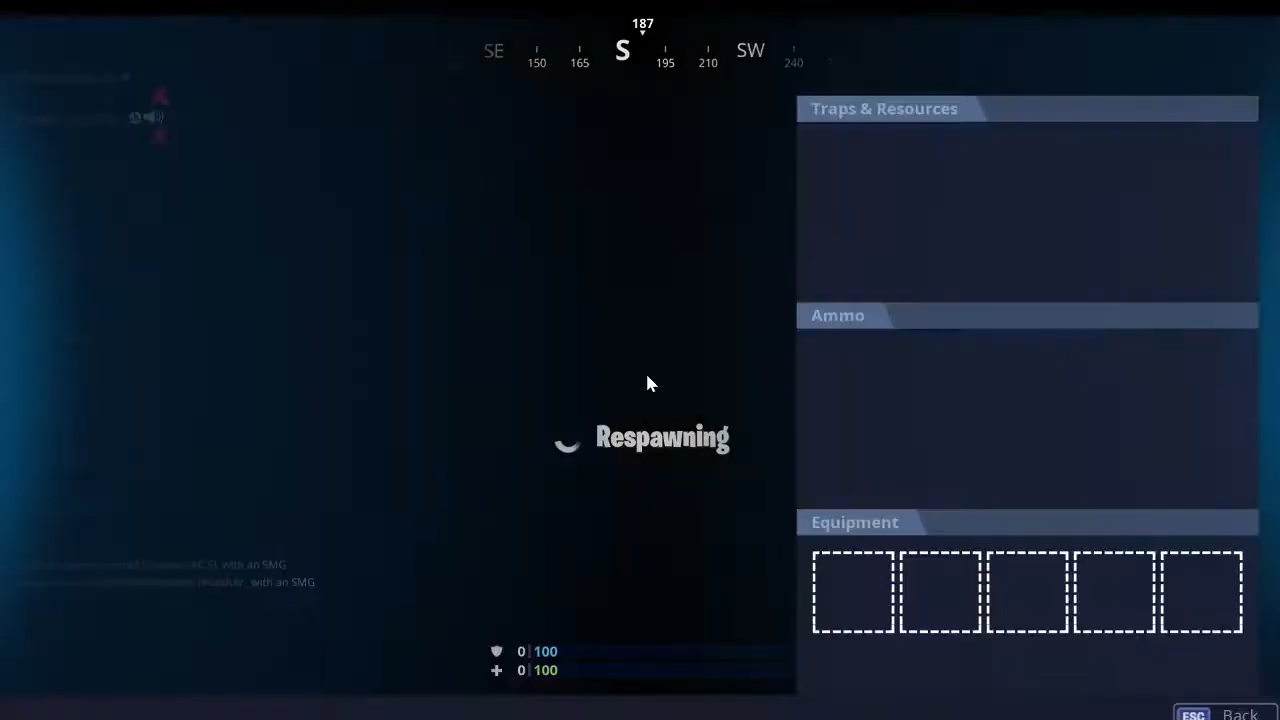 187
SE 150 165 S 195 210 SW 240
Traps & Resources
Ammo
Respawning
Equipment
with an SMG
with an SMG
0 | 100
0 | 100
ESC Back